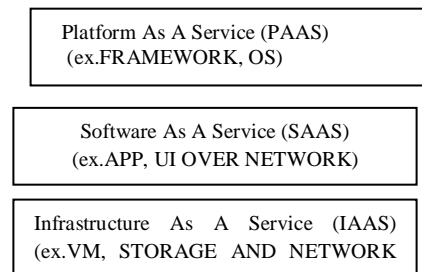 Platform As A Service (PAAS)
(ex.FRAMEWORK, OS)
Software As A Service (SAAS)
(ex.APP, UI OVER NETWORK)
Infrastructure As A Service (IAAS)
(ex.VM, STORAGE AND NETWORK